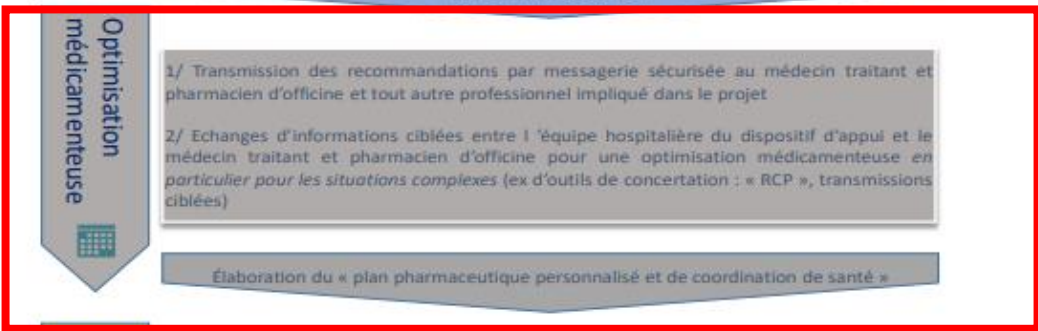 Optimisation
médicamenteuse
1/ Transmission des recommandations par messagerie sécurisée au médecin traitant et
pharmacien d'officine et tout autre professionnel impliqué dans le projet
2/ Echanges d'informations ciblées entre l 'équipe hospitalière du dispositif d'appui et le
médecin traitant et pharmacien d'officine pour une optimisation médicamenteuse en
particulier pour les situations complexes (ex d'outils de concertation : « RCP », transmissions
ciblées)
Élaboration du « plan pharmaceutique personnalisé et de coordination de santé »